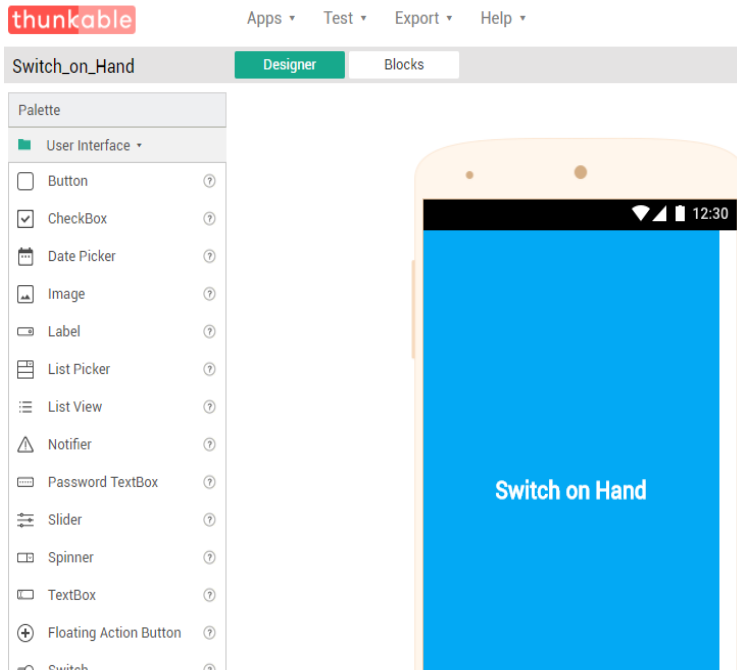 thunkable
Apps Test Export Help
Switch_on_Hand
Designer Blocks
Palette
User Interface
Button
CheckBox
Date Picker
Image
Label
List Picker
List View
Notifier
Password TextBox
Slider
Spinner
TextBox
Floating Action Button
Switch
12:30
Switch on Hand